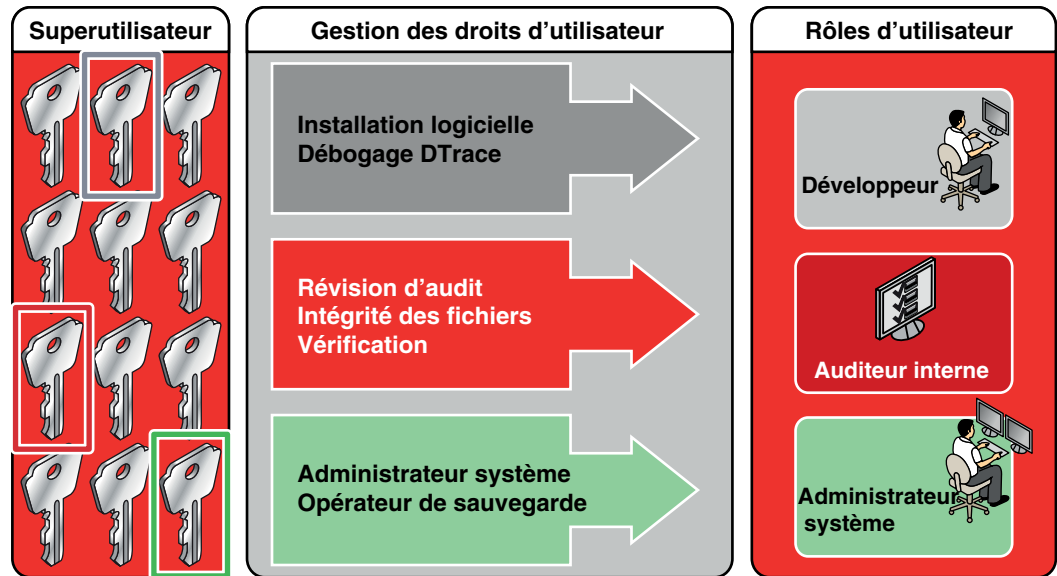 Superutilisateur
Gestion des droits d’utilisateur
Rôles d’utilisateur
Installation logicielle
Débogage DTrace
Développeur
Révision d’audit
Intégrité des fichiers
Vérification
Auditeur interne
Administrateur système
Opérateur de sauvegarde
Administrateur
système